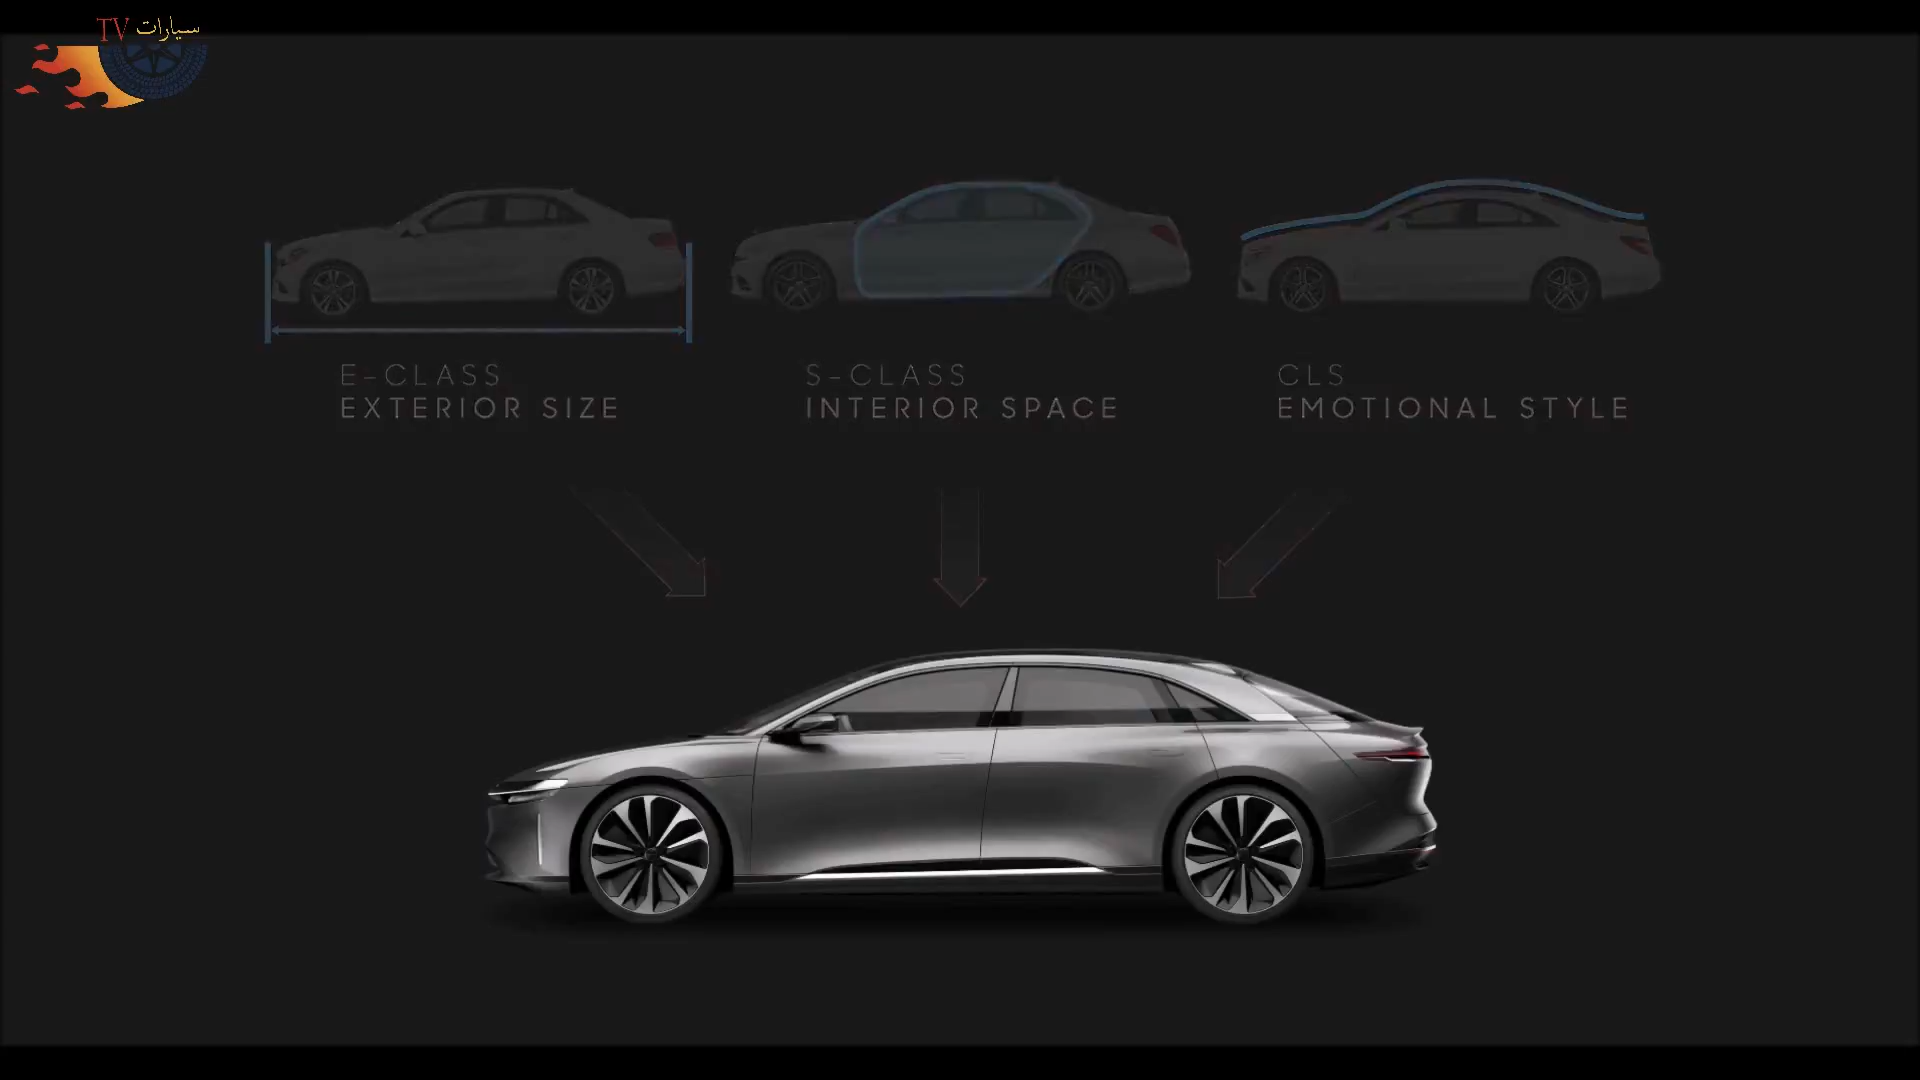 سيارات TV
E-CLASS
EXTERIOR SIZE
S-CLASS
INTERIOR SPACE
CLS
EMOTIONAL STYLE